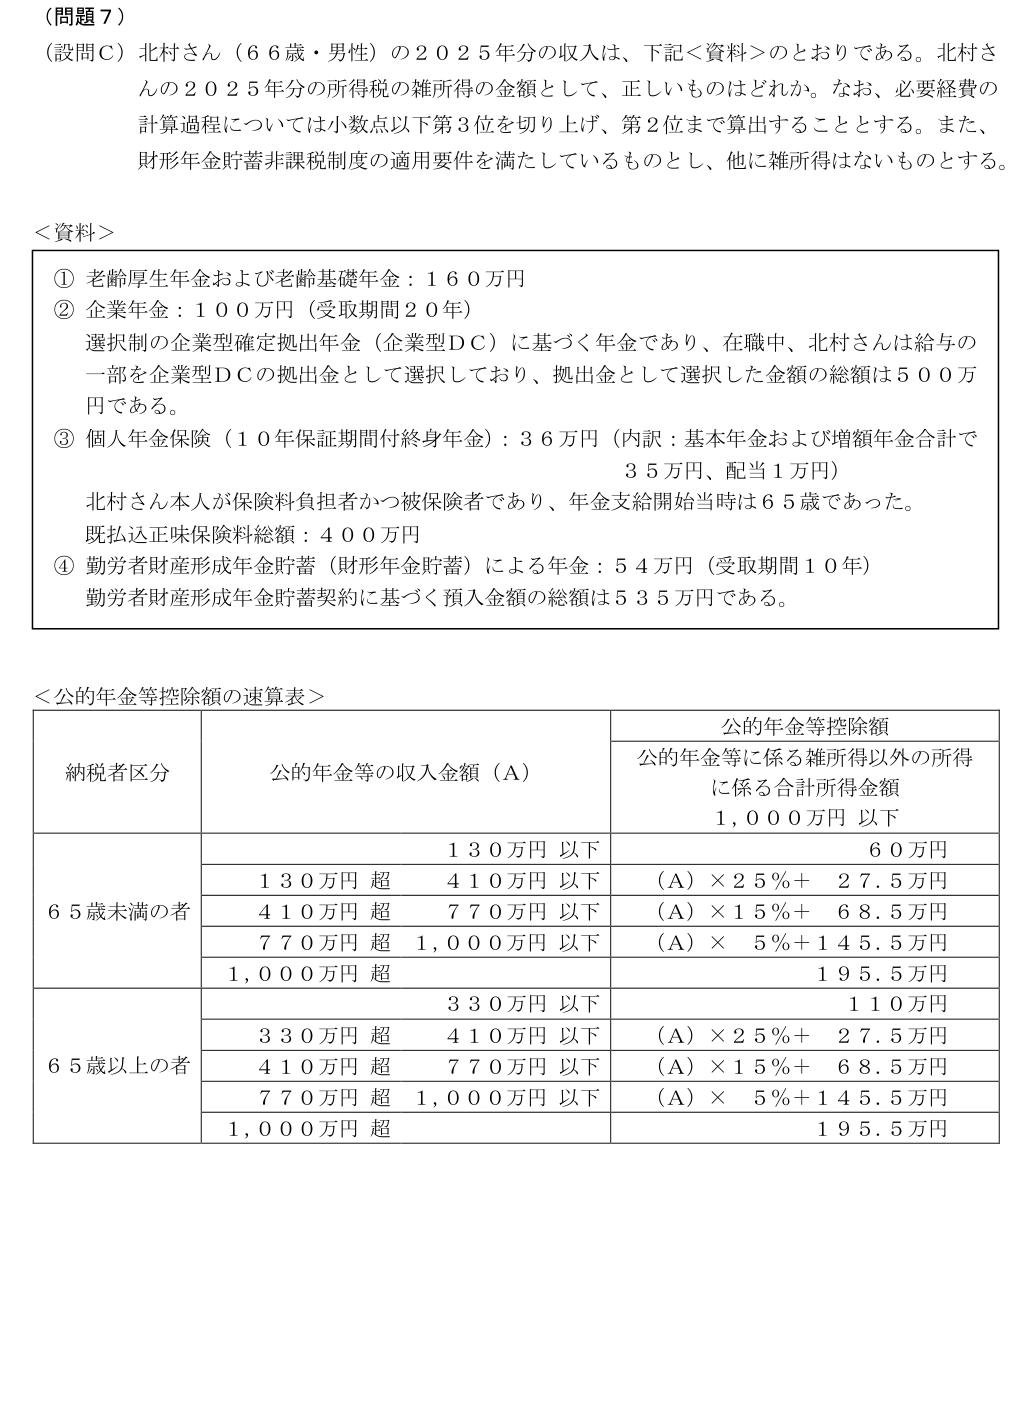 （問題７）
（設問Ｃ）北村さん（６６歳・男性）の２０２５年分の収入は、下記＜資料＞のとおりである。北村さ
んの２０２５年分の所得税の雑所得の金額として、正しいものはどれか。なお、必要経費の
計算過程については小数点以下第３位を切り上げ、第２位まで算出することとする。また、
財形年金貯蓄非課税制度の適用要件を満たしているものとし、他に雑所得はないものとする。
＜資料＞
① 老齢厚生年金および老齢基礎年金：１６０万円
② 企業年金：１００万円（受取期間２０年）
選択制の企業型確定拠出年金（企業型ＤＣ）に基づく年金であり、在職中、北村さんは給与の
一部を企業型ＤＣの拠出金として選択しており、拠出金として選択した金額の総額は５００万
円である。
③ 個人年金保険（１０年保証期間付終身年金）：３６万円（内訳：基本年金および増額年金合計で
３５万円、配当１万円）
北村さん本人が保険料負担者かつ被保険者であり、年金支給開始当時は６５歳であった。
既払込正味保険料総額：４００万円
④ 勤労者財産形成年金貯蓄（財形年金貯蓄）による年金：５４万円（受取期間１０年）
勤労者財産形成年金貯蓄契約に基づく預入金額の総額は５３５万円である。
＜公的年金等控除額の速算表＞
納税者区分 公的年金等の収入金額（Ａ） 公的年金等控除額
公的年金等に係る雑所得以外の所得
に係る合計所得金額
１,０００万円 以下
６５歳未満の者
１３０万円 以下 ６０万円
１３０万円 超 ４１０万円 以下 （Ａ）×２５％＋ ２７.５万円
４１０万円 超 ７７０万円 以下 （Ａ）×１５％＋ ６８.５万円
７７０万円 超 １,０００万円 以下 （Ａ）× ５％＋１４５.５万円
１,０００万円 超 １９５.５万円
６５歳以上の者
３３０万円 以下 １１０万円
３３０万円 超 ４１０万円 以下 （Ａ）×２５％＋ ２７.５万円
４１０万円 超 ７７０万円 以下 （Ａ）×１５％＋ ６８.５万円
７７０万円 超 １,０００万円 以下 （Ａ）× ５％＋１４５.５万円
１,０００万円 超 １９５.５万円